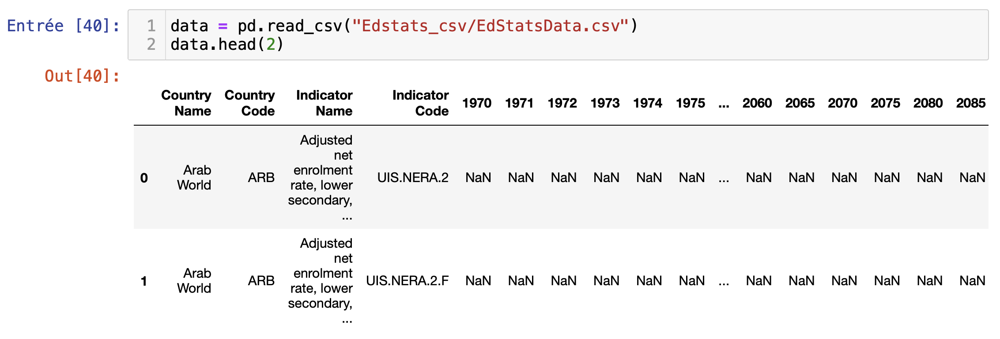 Entrée [40]:
1 data = pd.read_csv("Edstats_csv/EdStatsData.csv")
2 data.head(2)
Out[40]:
Country Name Country Code Indicator Name Indicator Code 1970 1971 1972 1973 1974 1975 ... 2060 2065 2070 2075 2080 2085
0 Arab World ARB Adjusted net enrolment rate, lower secondary, ... UIS.NERA.2 NaN NaN NaN NaN NaN NaN ... NaN NaN NaN NaN NaN NaN
1 Arab World ARB Adjusted net enrolment rate, lower secondary, ... UIS.NERA.2.F NaN NaN NaN NaN NaN NaN ... NaN NaN NaN NaN NaN NaN